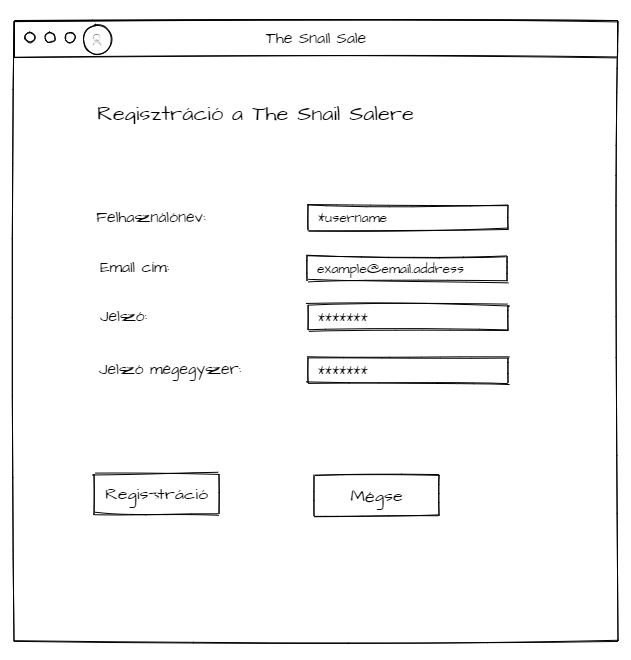 The Snail Sale
Regisztráció a The Snail Salere
Felhasználónév: *username
Email cím: example@email.address
Jelszó: *******
Jelszó mégegyszer: *******
Regisztráció Mégse